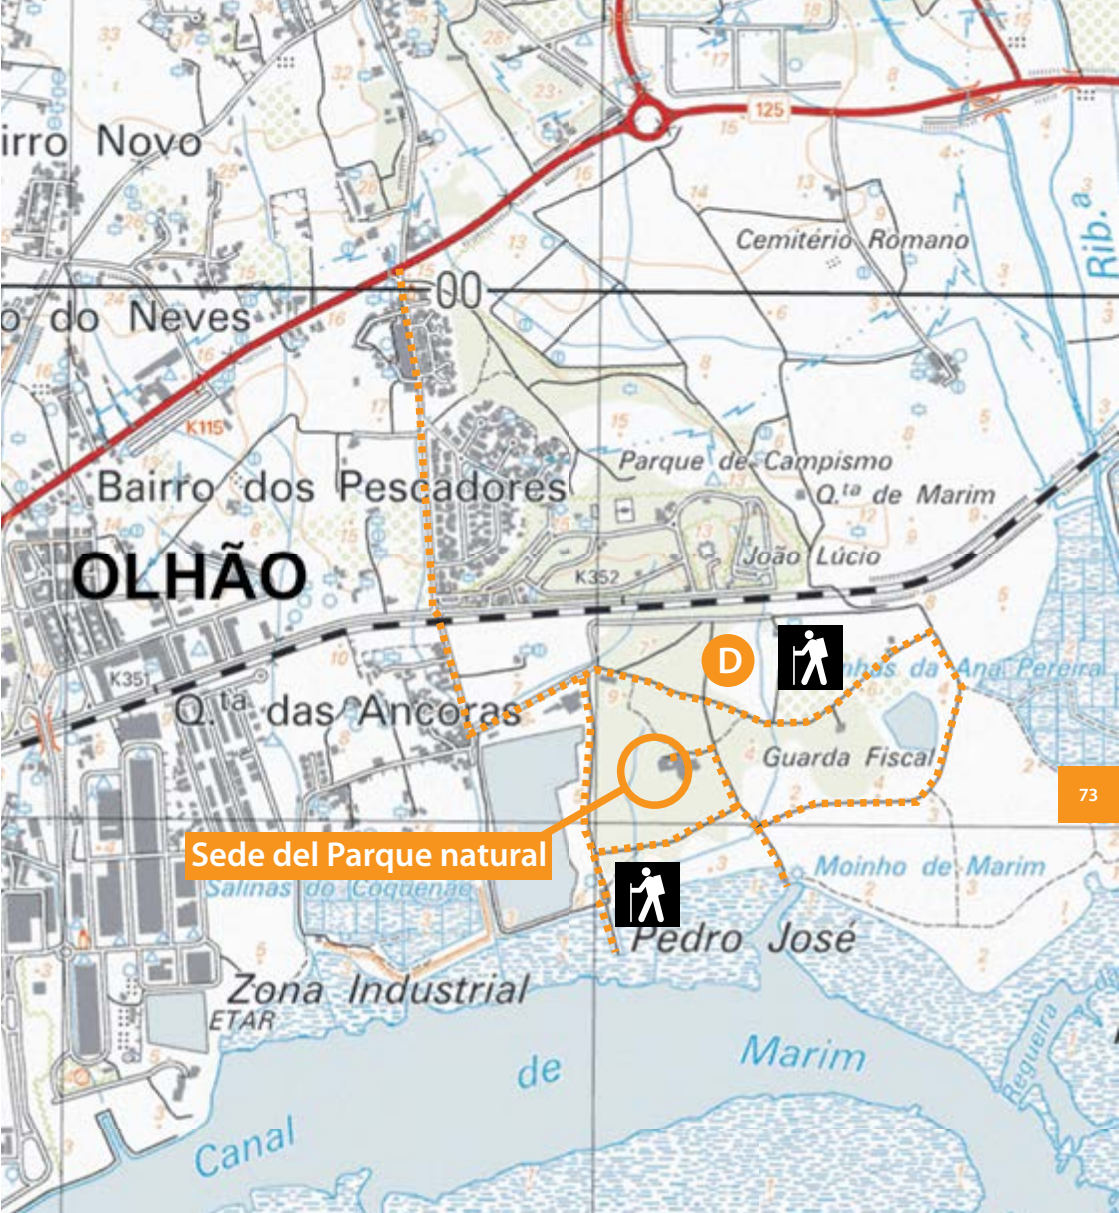 irro Novo
125
Cemitério Romano
Rib.ª
00
o do Neves
K115
Parque de Campismo
Bairro dos Pescadores
Q.ta de Marim
OLHÃO
João Lúcio
K352
D
da Ana Pereira
K351
Q.ta das Ancoras
Guarda Fiscal
73
Sede del Parque natural
Moinho de Marim
Salinas do Coquenão
Pedro José
Zona Industrial
ETAR
Canal de Marim
Regueira